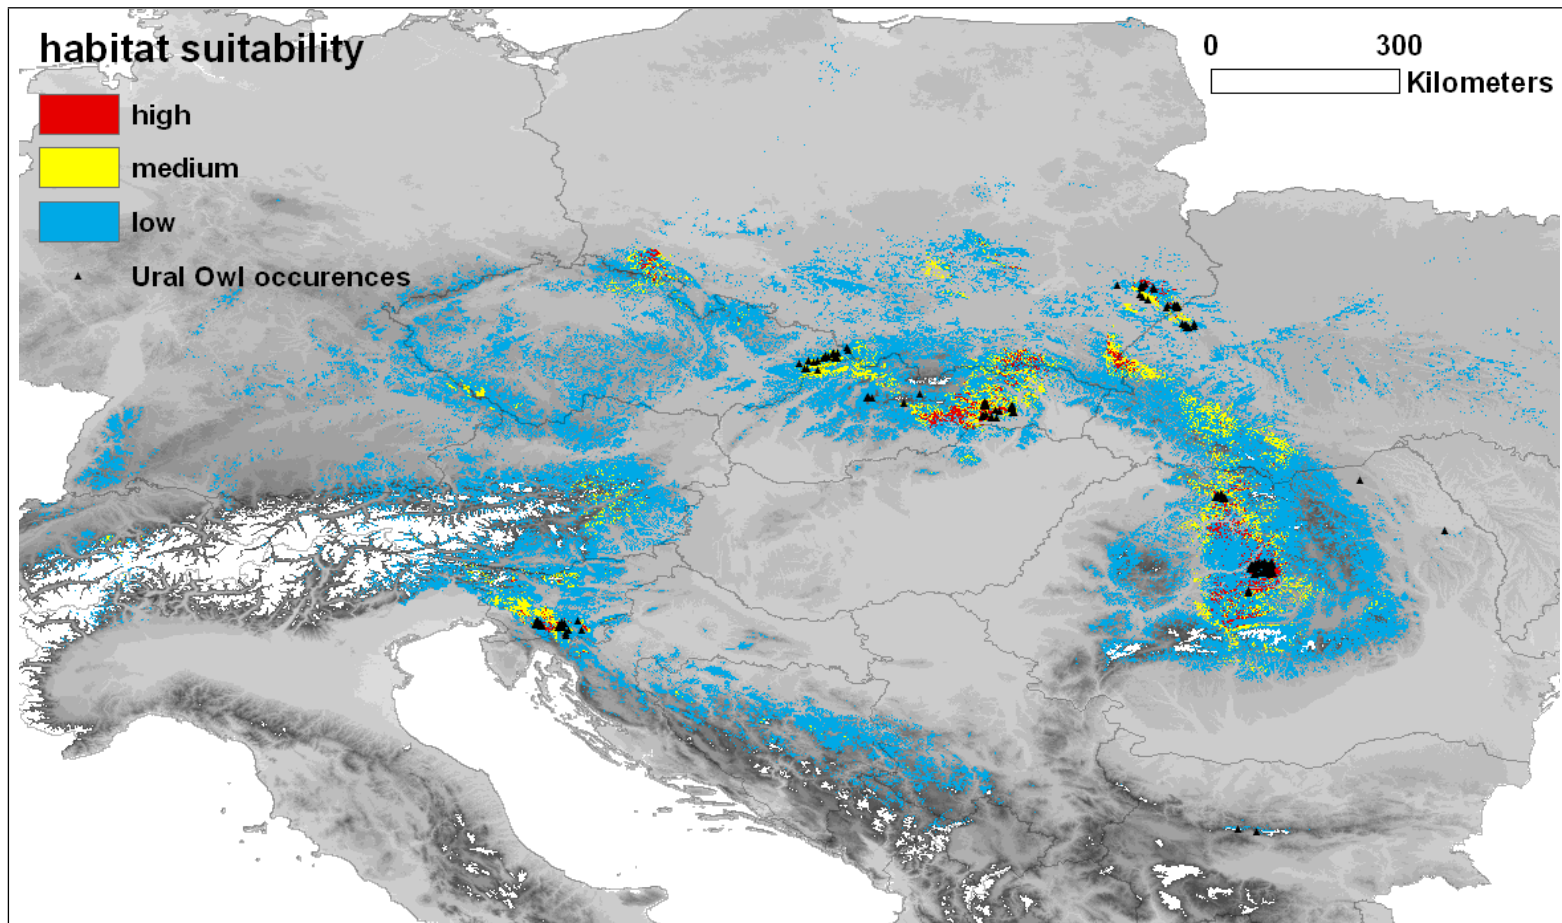 habitat suitability
high
medium
low
Ural Owl occurences
0 300
Kilometers